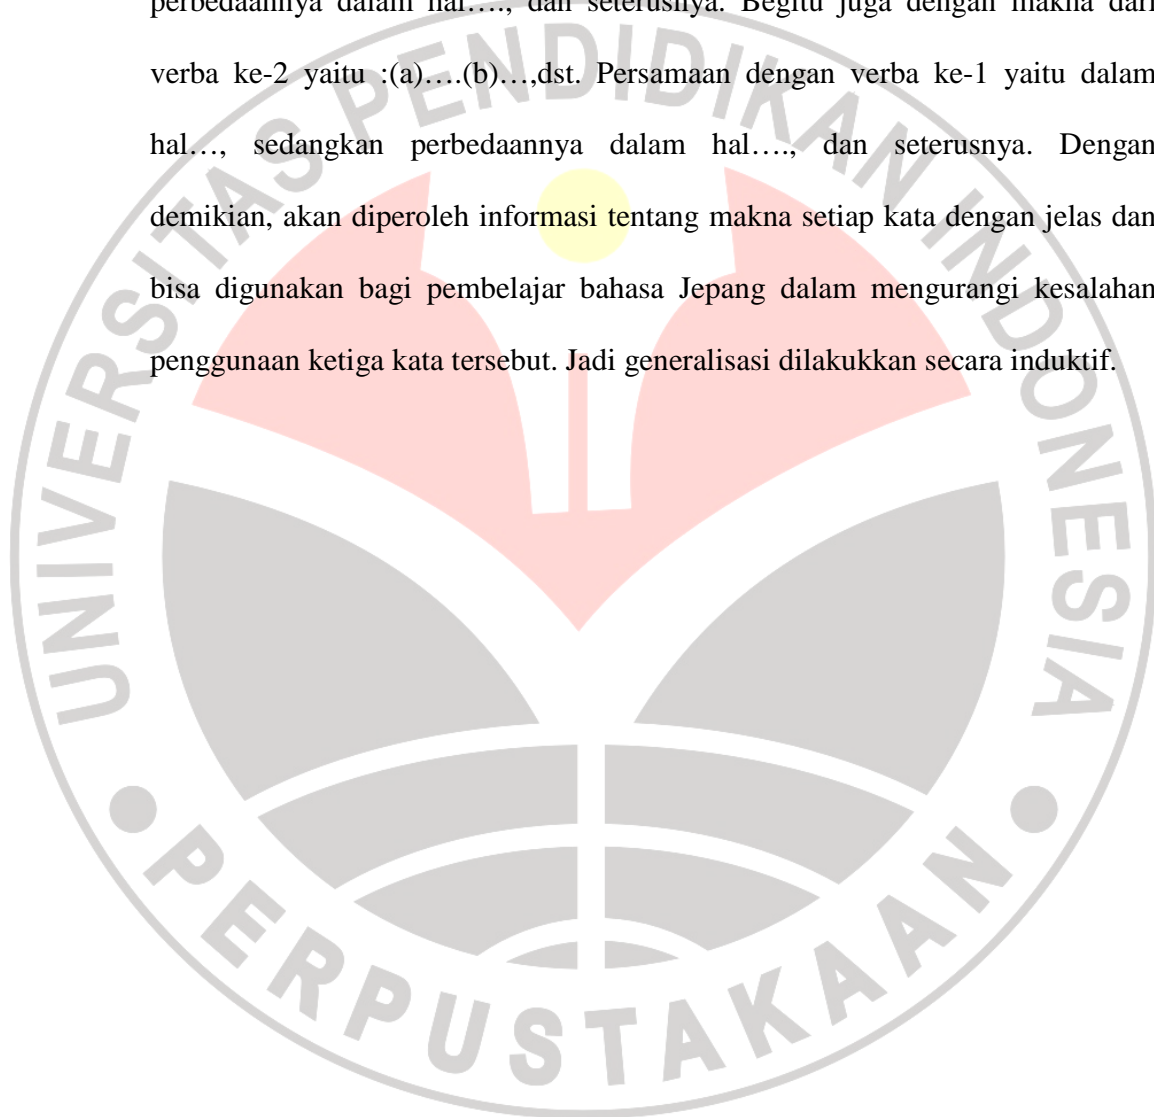 perbedaannya dalam hal…., dan seterusnya. Begitu juga dengan makna dari
verba ke-2 yaitu :(a)….(b)…,dst. Persamaan dengan verba ke-1 yaitu dalam
hal…, sedangkan perbedaannya dalam hal…., dan seterusnya. Dengan
demikian, akan diperoleh informasi tentang makna setiap kata dengan jelas dan
bisa digunakan bagi pembelajar bahasa Jepang dalam mengurangi kesalahan
penggunaan ketiga kata tersebut. Jadi generalisasi dilakukkan secara induktif.
UNIVERSITAS PENDIDIKAN INDONESIA
PERPUSTAKAAN